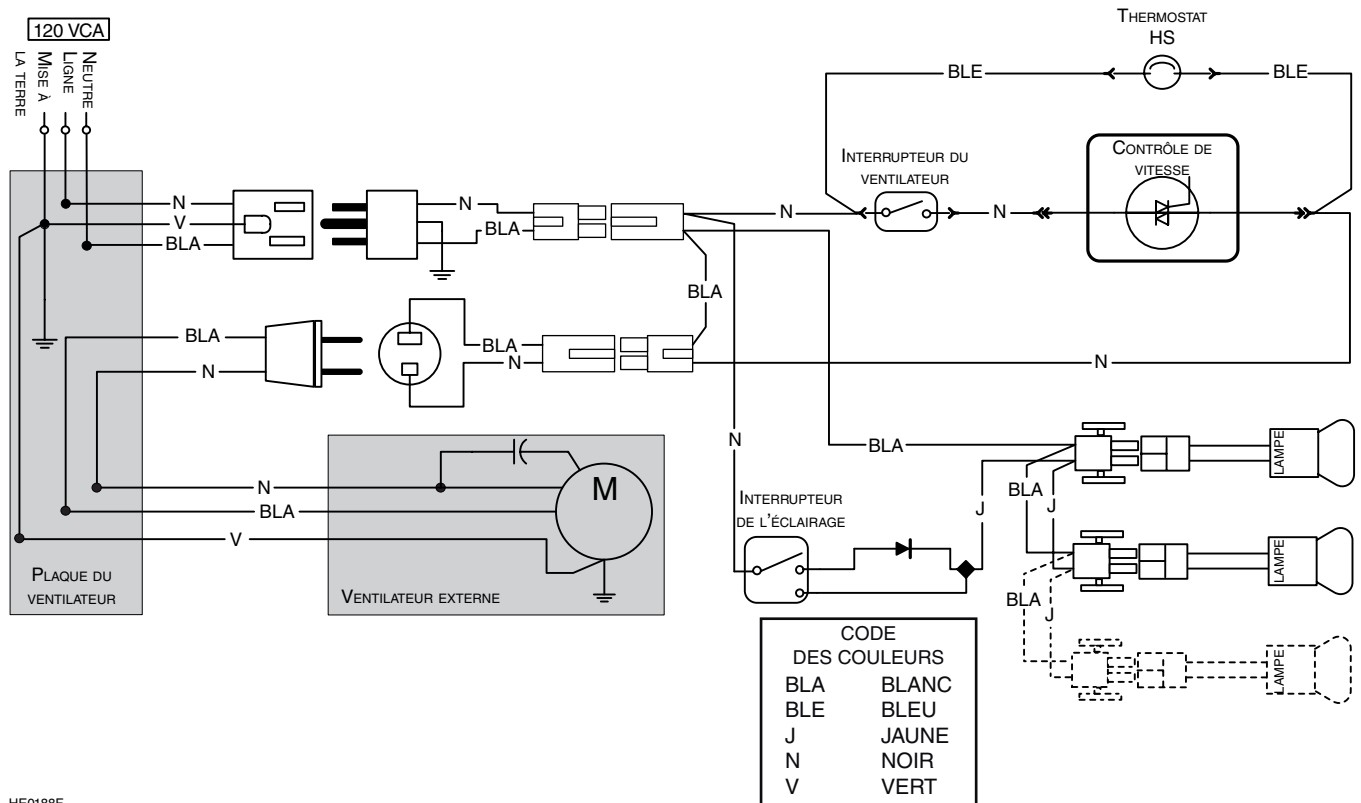 120 VCA
NEUTRE
LIGNE
MISE À
LA TERRE
THERMOSTAT
HS
BLE
BLE
INTERRUPTEUR DU
VENTILATEUR
CONTRÔLE DE
VITESSE
N
V
BLA
N
BLA
N
N
BLA
BLA
N
BLA
N
N
N
BLA
LAMPE
N
BLA
V
M
PLAQUE DU
VENTILATEUR
VENTILATEUR EXTERNE
INTERRUPTEUR
DE L'ÉCLAIRAGE
J
BLA
J
LAMPE
BLA
J
LAMPE
CODE
DES COULEURS
BLA BLANC
BLE BLEU
J JAUNE
N NOIR
V VERT